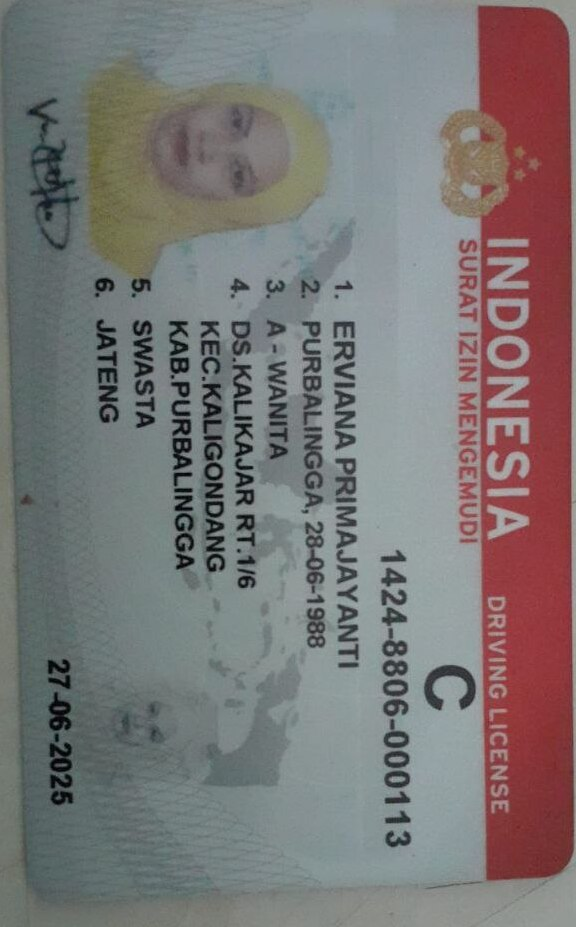 INDONESIA DRIVING LICENSE
SURAT IZIN MENGEMUDI
C
1424-8806-000113
1. ERVIANA PRIMAJAYANTI
2. PURBALINGGA, 28-06-1988
3. A - WANITA
4. DS.KALIKAJAR RT.1/6
KEC.KALIGONDANG
KAB.PURBALINGGA
5. SWASTA
6. JATENG
27-06-2025